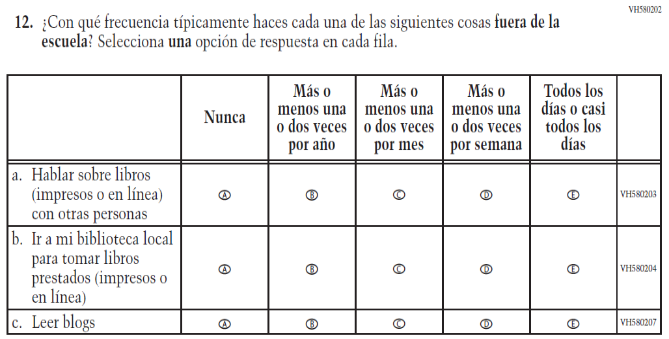 VH580202
12. ¿Con qué frecuencia típicamente haces cada una de las siguientes cosas fuera de la
escuela? Selecciona una opción de respuesta en cada fila.
Nunca
Más o
menos una
o dos veces
por año
Más o
menos una
o dos veces
por mes
Más o
menos una
o dos veces
por semana
Todos los
días o casi
todos los
días
a. Hablar sobre libros
(impresos o en línea)
con otras personas
A B C D E VH580203
b. Ir a mi biblioteca local
para tomar libros
prestados (impresos o
en línea)
A B C D E VH580204
c. Leer blogs A B C D E VH580207